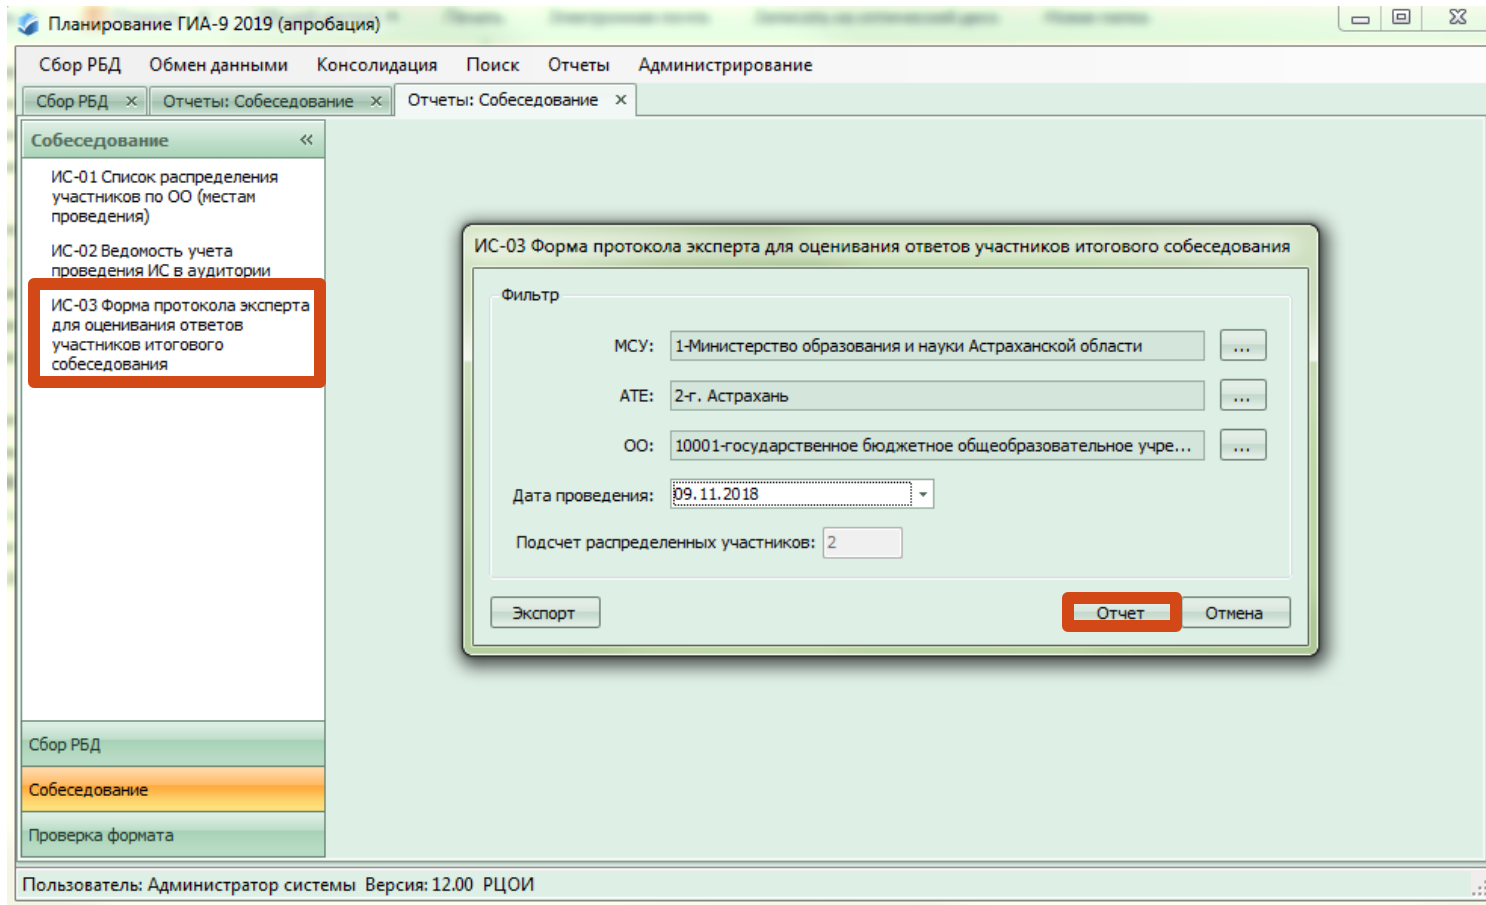 Планирование ГИА-9 2019 (апробация)
Сбор РБД Обмен данными Консолидация Поиск Отчеты Администрирование
Сбор РБД Отчеты: Собеседование Отчеты: Собеседование
Собеседование
ИС-01 Список распределения
участников по ОО (местам
проведения)
ИС-02 Ведомость учета
проведения ИС в аудитории
ИС-03 Форма протокола эксперта
для оценивания ответов
участников итогового
собеседования
Сбор РБД
Собеседование
Проверка формата
ИС-03 Форма протокола эксперта для оценивания ответов участников итогового собеседования
Фильтр
МСУ: 1-Министерство образования и науки Астраханской области ...
АТЕ: 2-г. Астрахань ...
ОО: 10001-государственное бюджетное общеобразовательное учре... ...
Дата проведения: 09.11.2018
Подсчет распределенных участников: 2
Экспорт Отчет Отмена
Пользователь: Администратор системы Версия: 12.00 РЦОИ